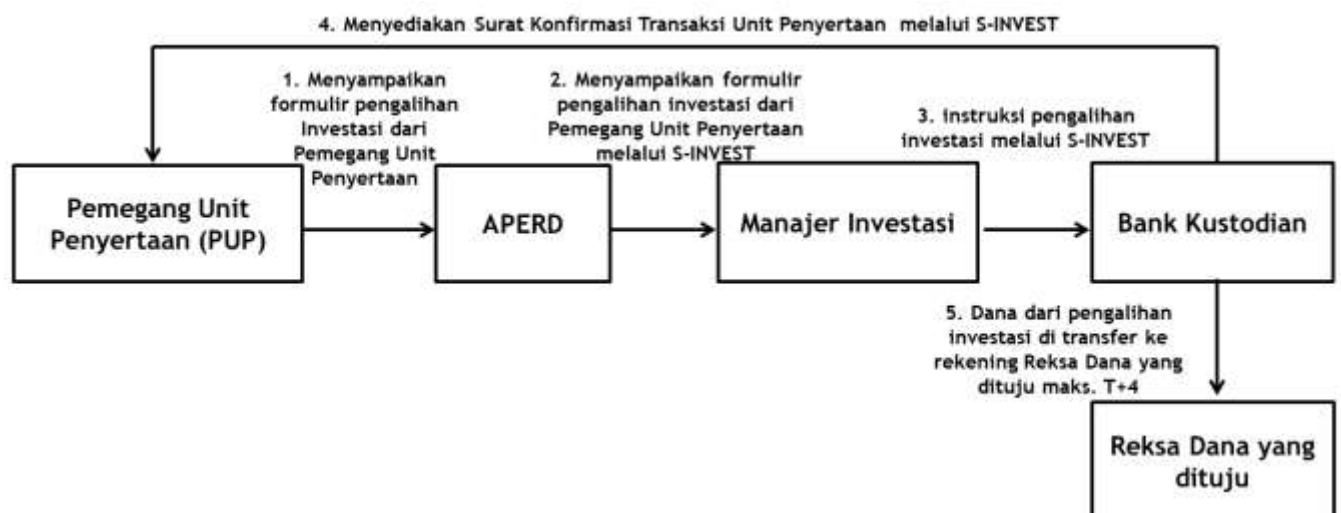 4. Menyediakan Surat Konfirmasi Transaksi Unit Penyertaan melalui S-INVEST
1. Menyampaikan
formulir pengalihan
Investasi dari
Pemegang Unit
Penyertaan
2. Menyampaikan formulir
pengalihan investasi dari
Pemegang Unit Penyertaan
melalui S-INVEST
3. Instruksi pengalihan
investasi melalui S-INVEST
Pemegang Unit
Penyertaan (PUP)
APERD
Manajer Investasi
Bank Kustodian
5. Dana dari pengalihan
investasi di transfer ke
rekening Reksa Dana yang
dituju maks. T+4
Reksa Dana yang
dituju